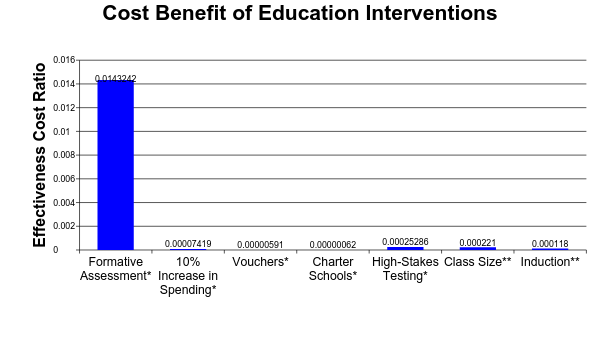 Cost Benefit of Education Interventions
Effectiveness Cost Ratio
0.016
0.014
0.012
0.01
0.008
0.006
0.004
0.002
0
0.0143242
0.00007419
0.00000591
0.00000062
0.00025286
0.000221
0.000118
Formative
Assessment*
10%
Increase in
Spending*
Vouchers*
Charter
Schools*
High-Stakes
Testing*
Class Size**
Induction**